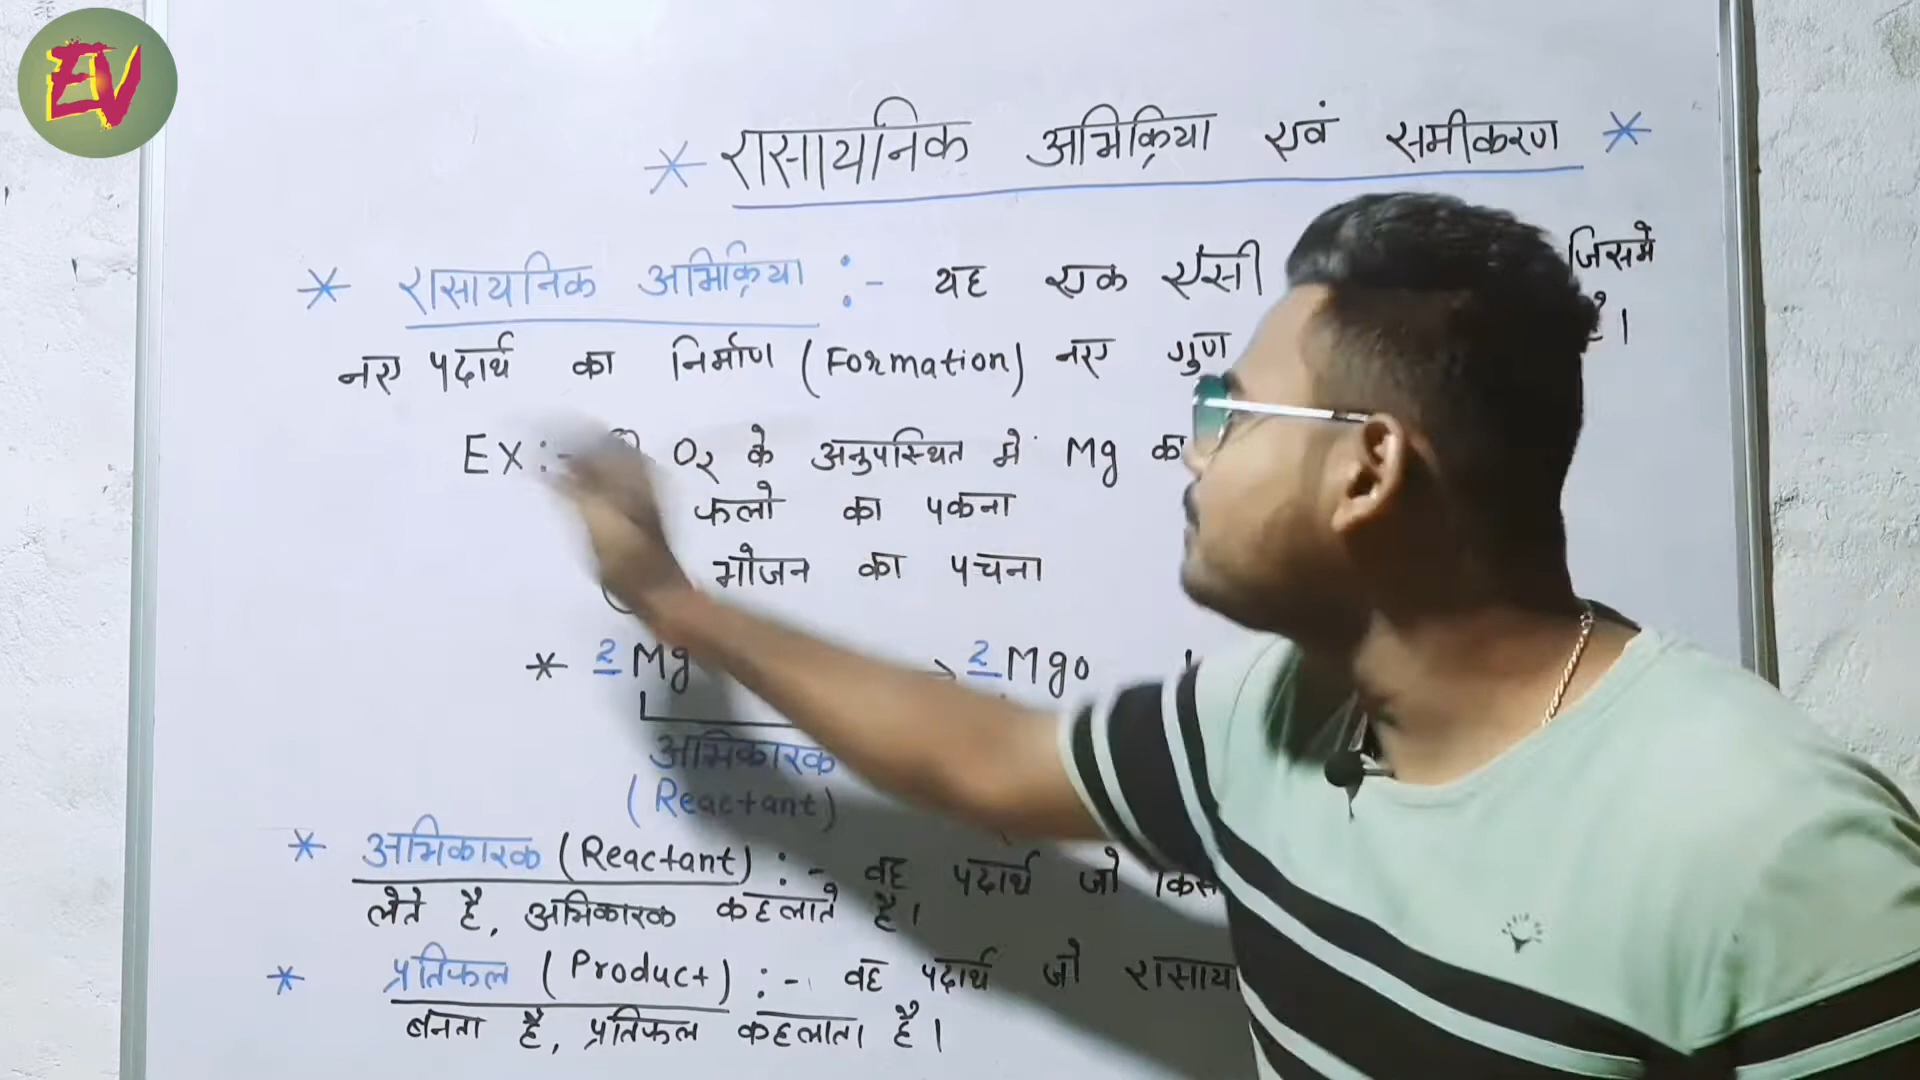 EV
* रासायनिक अभिक्रिया एवं समीकरण *
* रासायनिक अभिक्रिया :- यह एक ऐसी जिसमे
नए पदार्थ का निर्माण (Formation) नए गुण है।
EX :- O₂ के अनुपस्थित मे Mg का
फलो का पकना
भोजन का पचना
* 2Mg → 2Mgo
अभिकारक
(Reactant)
* अभिकारक (Reactant) :- वह पदार्थ जो किस
लेते है, अभिकारक कहलाते है।
* प्रतिफल (Product) :- वह पदार्थ जो रासाय
बनता है, प्रतिफल कहलाता है।